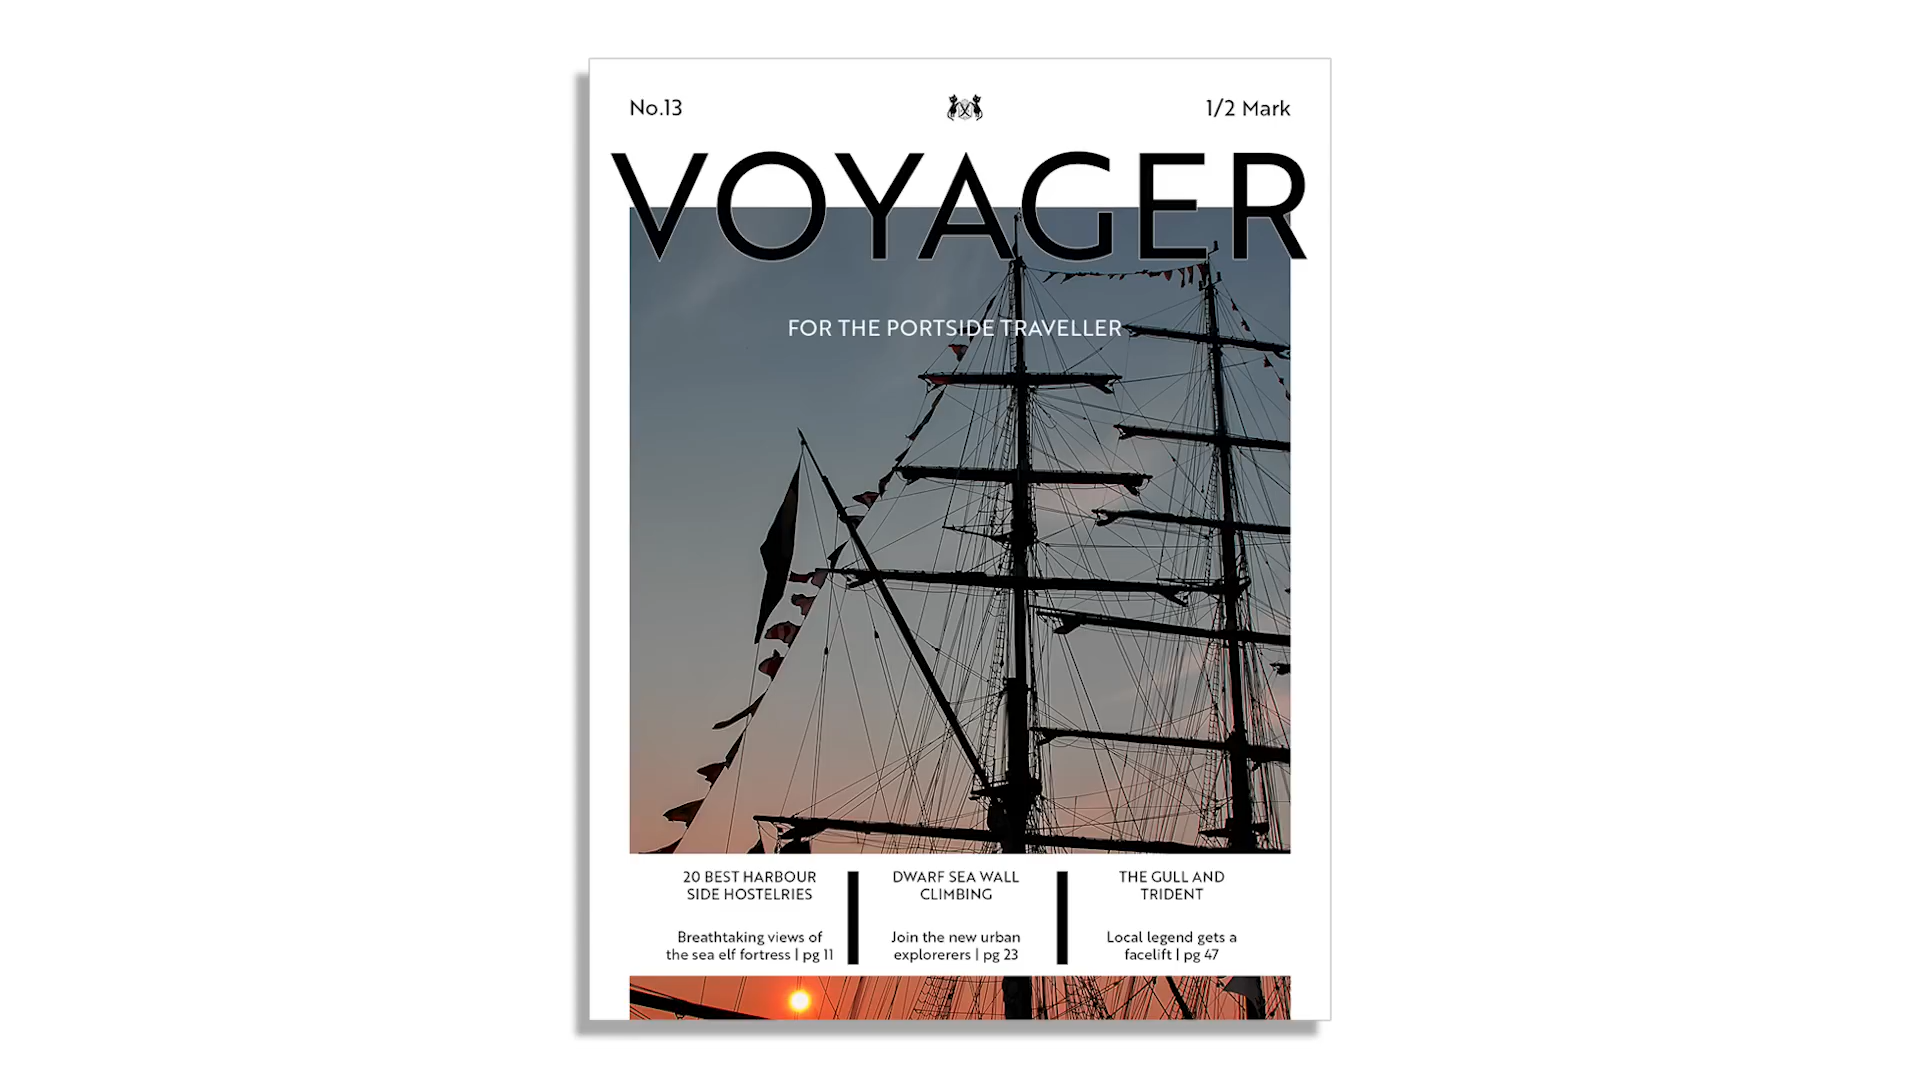 No.13
1/2 Mark
VOYAGER
FOR THE PORTSIDE TRAVELLER
20 BEST HARBOUR
SIDE HOSTELRIES
Breathtaking views of
the sea elf fortress | pg 11
DWARF SEA WALL
CLIMBING
Join the new urban
explorerers | pg 23
THE GULL AND
TRIDENT
Local legend gets a
facelift | pg 47